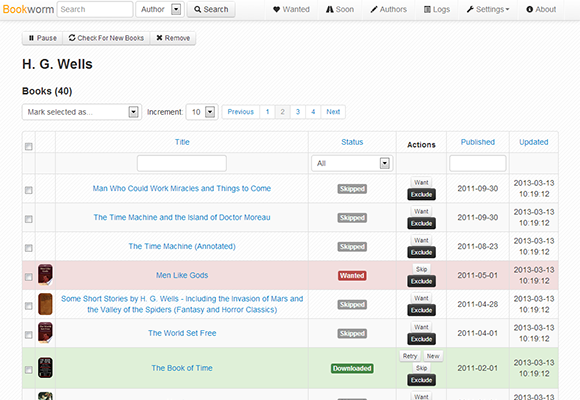 Bookworm Search Author Search Wanted Soon Authors Logs Settings About
Pause Check For New Books Remove
H. G. Wells
Books (40)
Mark selected as... Increment: 10 Previous 1 2 3 4 Next
Title Status Actions Published Updated
All
Man Who Could Work Miracles and Things to Come Skipped Want Exclude 2011-09-30 2013-03-13 10:19:12
The Time Machine and the Island of Doctor Moreau Skipped Want Exclude 2011-09-30 2013-03-13 10:19:12
The Time Machine (Annotated) Skipped Want Exclude 2011-08-23 2013-03-13 10:19:12
Men Like Gods Wanted Skip Exclude 2011-05-01 2013-03-13 10:19:12
Some Short Stories by H. G. Wells - Including the Invasion of Mars and
the Valley of the Spiders (Fantasy and Horror Classics) Skipped Want Exclude 2011-04-28 2013-03-13 10:19:12
The World Set Free Skipped Want Exclude 2011-04-01 2013-03-13 10:19:12
The Book of Time Downloaded Retry New Skip Exclude 2011-02-01 2013-03-13 10:19:12
Want 2013-03-13